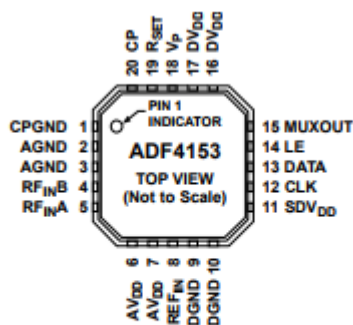 20 CP
19 RSET
18 VP
17 DVDD
16 DVDD
PIN 1
INDICATOR
CPGND 1
AGND 2
AGND 3
RFINB 4
RFINA 5
ADF4153
TOP VIEW
(Not to Scale)
15 MUXOUT
14 LE
13 DATA
12 CLK
11 SDVDD
AVDD 6
AVDD 7
REFIN 8
DGND 9
DGND 10